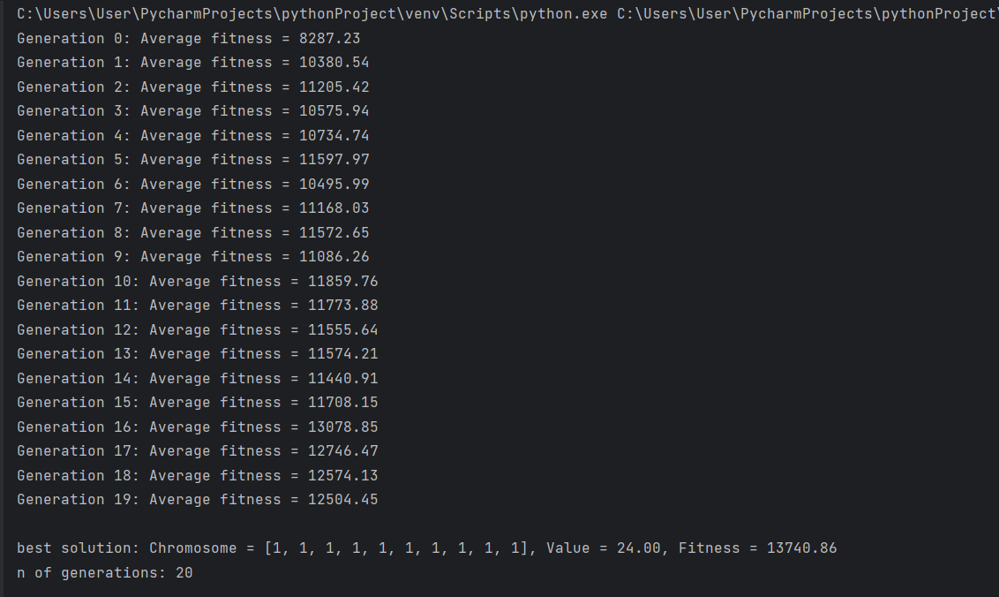 C:\Users\User\PycharmProjects\pythonProject\venv\Scripts\python.exe C:\Users\User\PycharmProjects\pythonProject\
Generation 0: Average fitness = 8287.23
Generation 1: Average fitness = 10380.54
Generation 2: Average fitness = 11205.42
Generation 3: Average fitness = 10575.94
Generation 4: Average fitness = 10734.74
Generation 5: Average fitness = 11597.97
Generation 6: Average fitness = 10495.99
Generation 7: Average fitness = 11168.03
Generation 8: Average fitness = 11572.65
Generation 9: Average fitness = 11086.26
Generation 10: Average fitness = 11859.76
Generation 11: Average fitness = 11773.88
Generation 12: Average fitness = 11555.64
Generation 13: Average fitness = 11574.21
Generation 14: Average fitness = 11440.91
Generation 15: Average fitness = 11708.15
Generation 16: Average fitness = 13078.85
Generation 17: Average fitness = 12746.47
Generation 18: Average fitness = 12574.13
Generation 19: Average fitness = 12504.45
best solution: Chromosome = [1, 1, 1, 1, 1, 1, 1, 1, 1, 1], Value = 24.00, Fitness = 13740.86
n of generations: 20